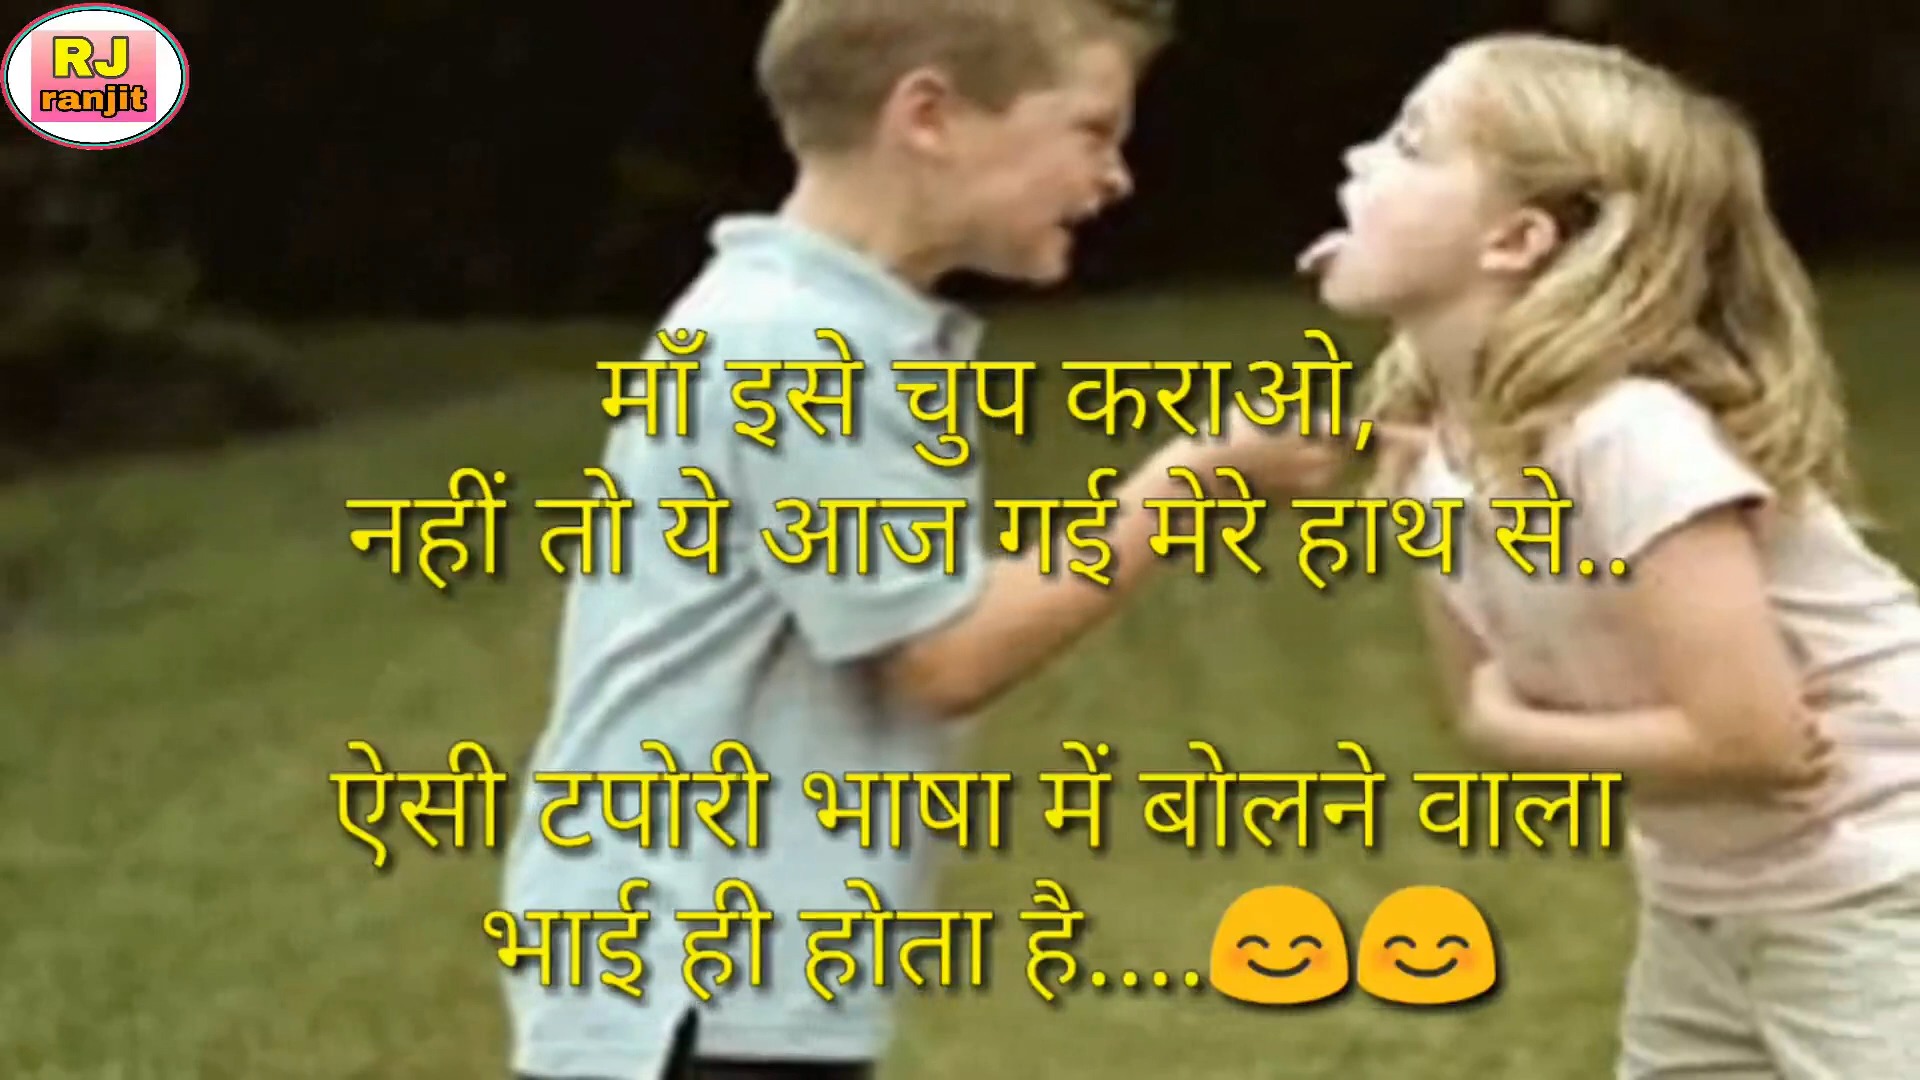 RJ
ranjit
माँ इसे चुप कराओ,
नहीं तो ये आज गई मेरे हाथ से..
ऐसी टपोरी भाषा में बोलने वाला
भाई ही होता है....😊😊